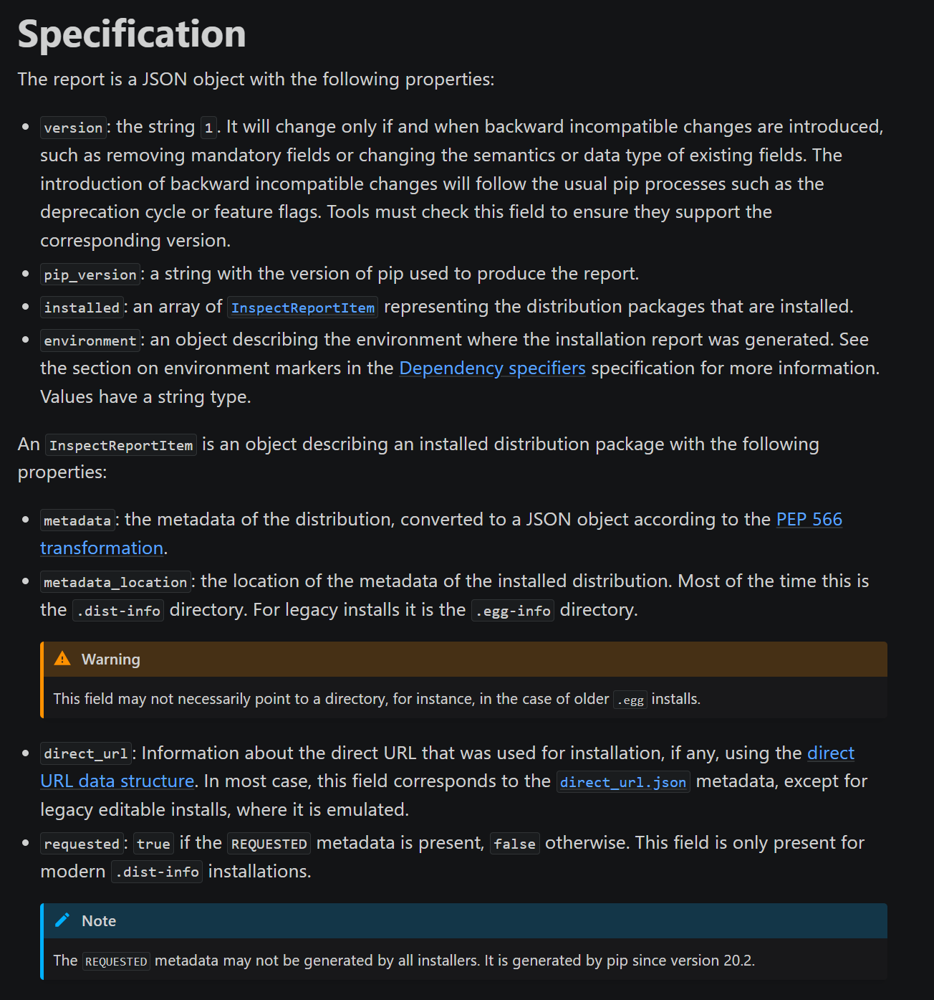 Specification
The report is a JSON object with the following properties:
• version: the string 1. It will change only if and when backward incompatible changes are introduced,
such as removing mandatory fields or changing the semantics or data type of existing fields. The
introduction of backward incompatible changes will follow the usual pip processes such as the
deprecation cycle or feature flags. Tools must check this field to ensure they support the
corresponding version.
• pip_version: a string with the version of pip used to produce the report.
• installed: an array of InspectReportItem representing the distribution packages that are installed.
• environment: an object describing the environment where the installation report was generated. See
the section on environment markers in the Dependency specifiers specification for more information.
Values have a string type.
An InspectReportItem is an object describing an installed distribution package with the following
properties:
• metadata: the metadata of the distribution, converted to a JSON object according to the PEP 566
transformation.
• metadata_location: the location of the metadata of the installed distribution. Most of the time this is
the .dist-info directory. For legacy installs it is the .egg-info directory.
Warning
This field may not necessarily point to a directory, for instance, in the case of older .egg installs.
• direct_url: Information about the direct URL that was used for installation, if any, using the direct
URL data structure. In most case, this field corresponds to the direct_url.json metadata, except for
legacy editable installs, where it is emulated.
• requested: true if the REQUESTED metadata is present, false otherwise. This field is only present for
modern .dist-info installations.
Note
The REQUESTED metadata may not be generated by all installers. It is generated by pip since version 20.2.